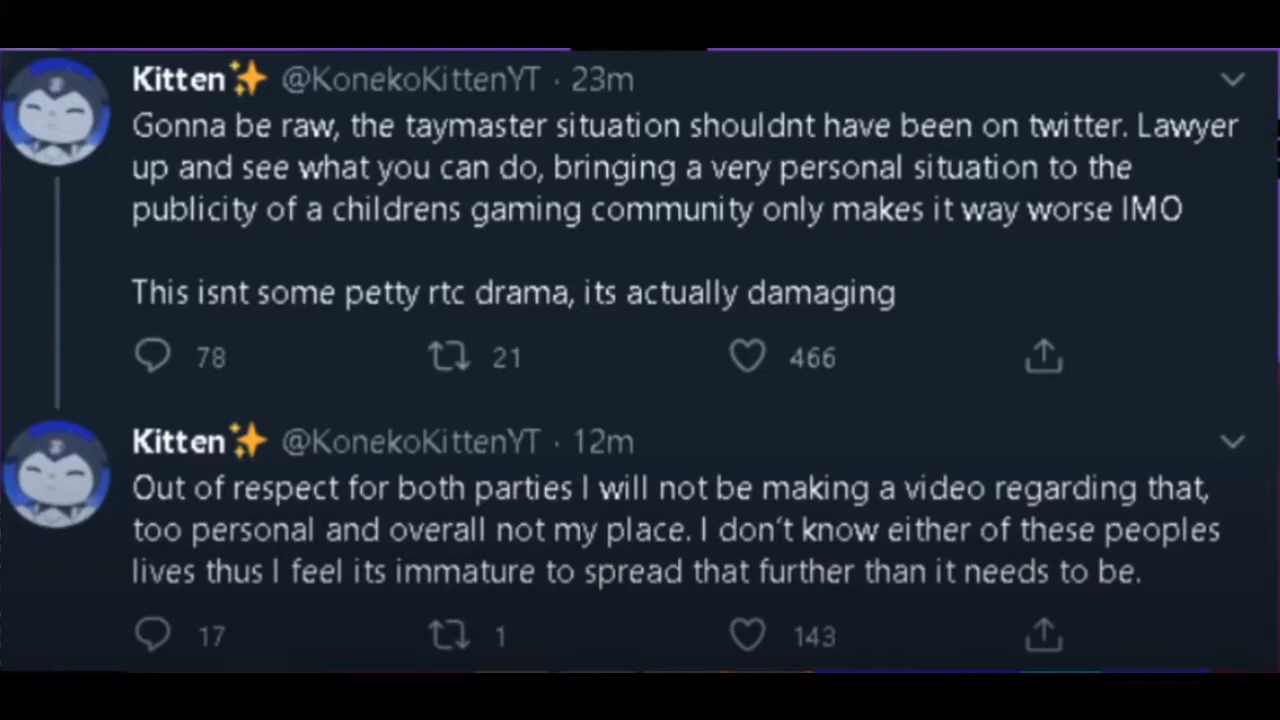 Kitten✨ @KonekoKittenYT · 23m
Gonna be raw, the taymaster situation shouldnt have been on twitter. Lawyer
up and see what you can do, bringing a very personal situation to the
publicity of a childrens gaming community only makes it way worse IMO
This isnt some petty rtc drama, its actually damaging
78 21 466
Kitten✨ @KonekoKittenYT · 12m
Out of respect for both parties I will not be making a video regarding that,
too personal and overall not my place. I don't know either of these peoples
lives thus I feel its immature to spread that further than it needs to be.
17 1 143